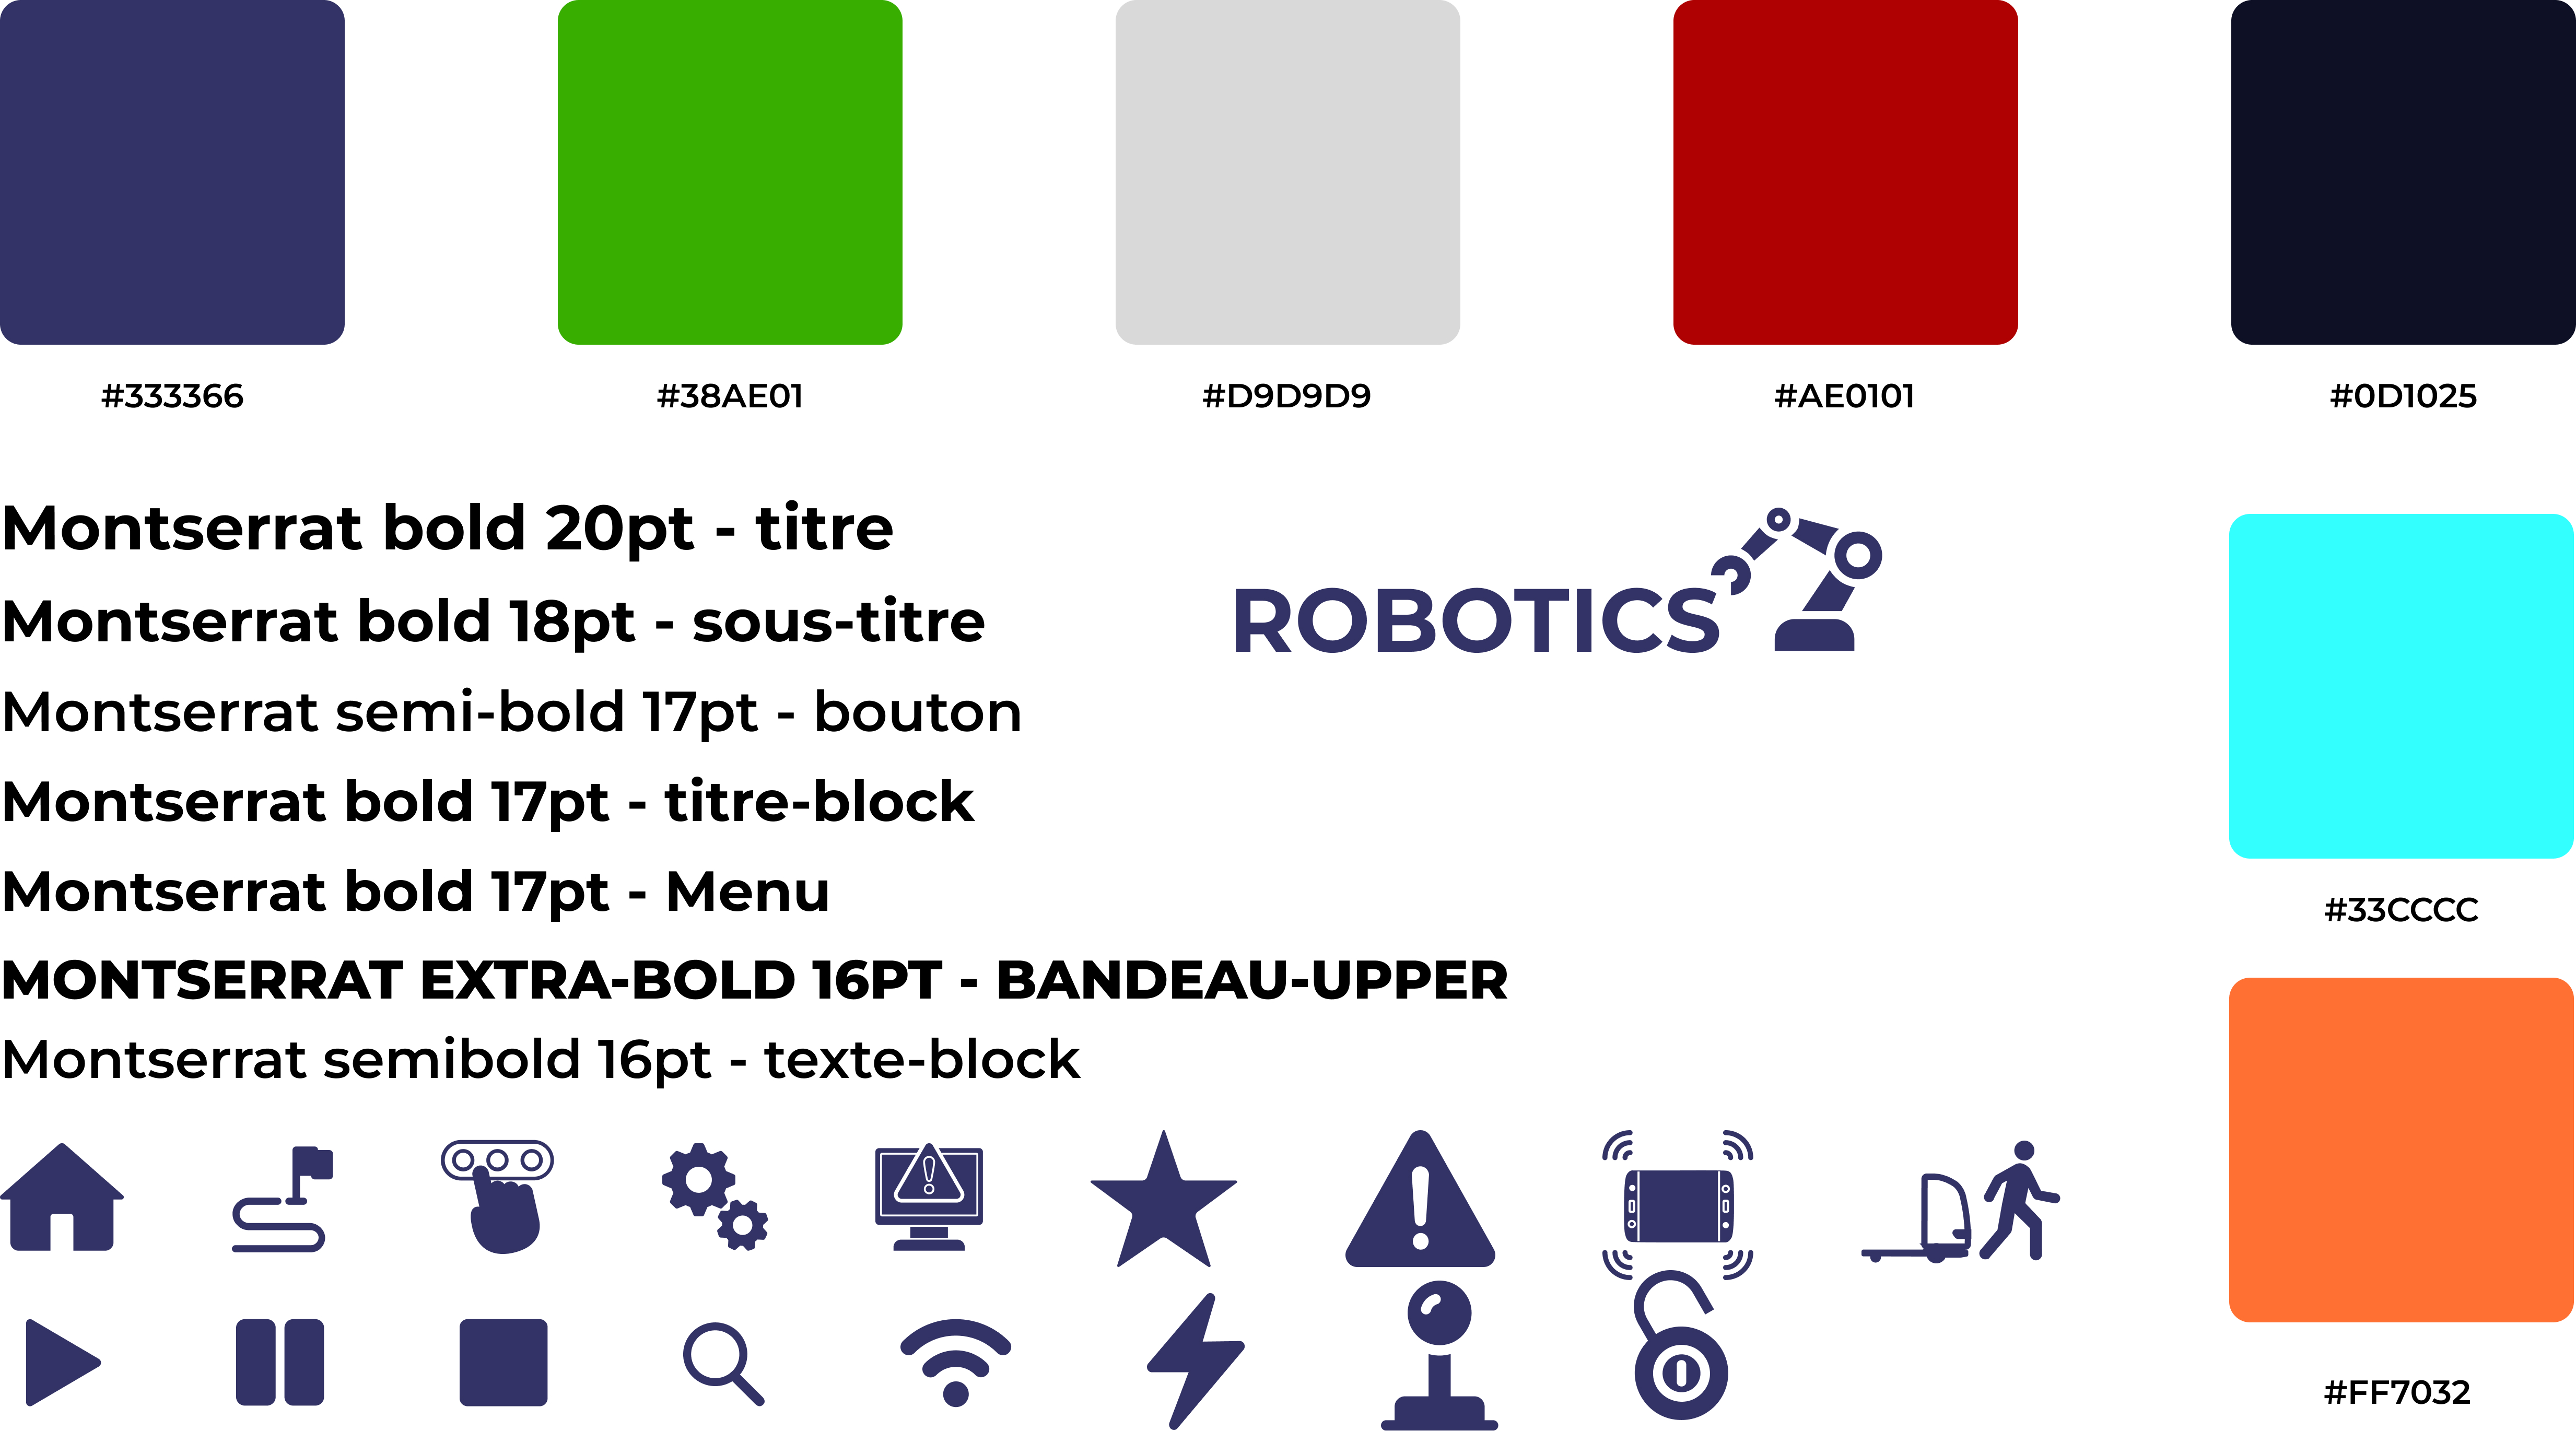 #333366
#38AE01
#D9D9D9
#AE0101
#0D1025
Montserrat bold 20pt - titre
ROBOTICS
Montserrat bold 18pt - sous-titre
Montserrat semi-bold 17pt - bouton
Montserrat bold 17pt - titre-block
Montserrat bold 17pt - Menu
#33CCCC
MONTSERRAT EXTRA-BOLD 16PT - BANDEAU-UPPER
Montserrat semibold 16pt - texte-block
#FF7032